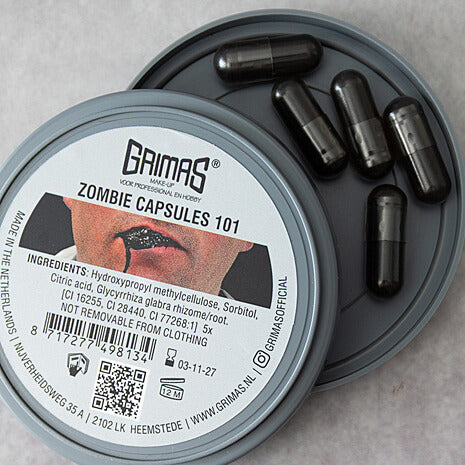 GRIMAS®
MAKE-UP
VOOR PROFESSIONAL EN HOBBY
ZOMBIE CAPSULES 101
INGREDIENTS: Hydroxypropyl methylcellulose, Sorbitol,
Citric acid, Glycyrrhiza glabra rhizome/root.
[CI 16255, CI 28440, CI 77268:1] 5x
NOT REMOVABLE FROM CLOTHING
8 717277 498134
03-11-27
12 M
MADE IN THE NETHERLANDS | NIJVERHEIDSWEG 35 A | 2102 LK HEEMSTEDE | WWW.GRIMAS.NL | GRIMASOFFICIAL